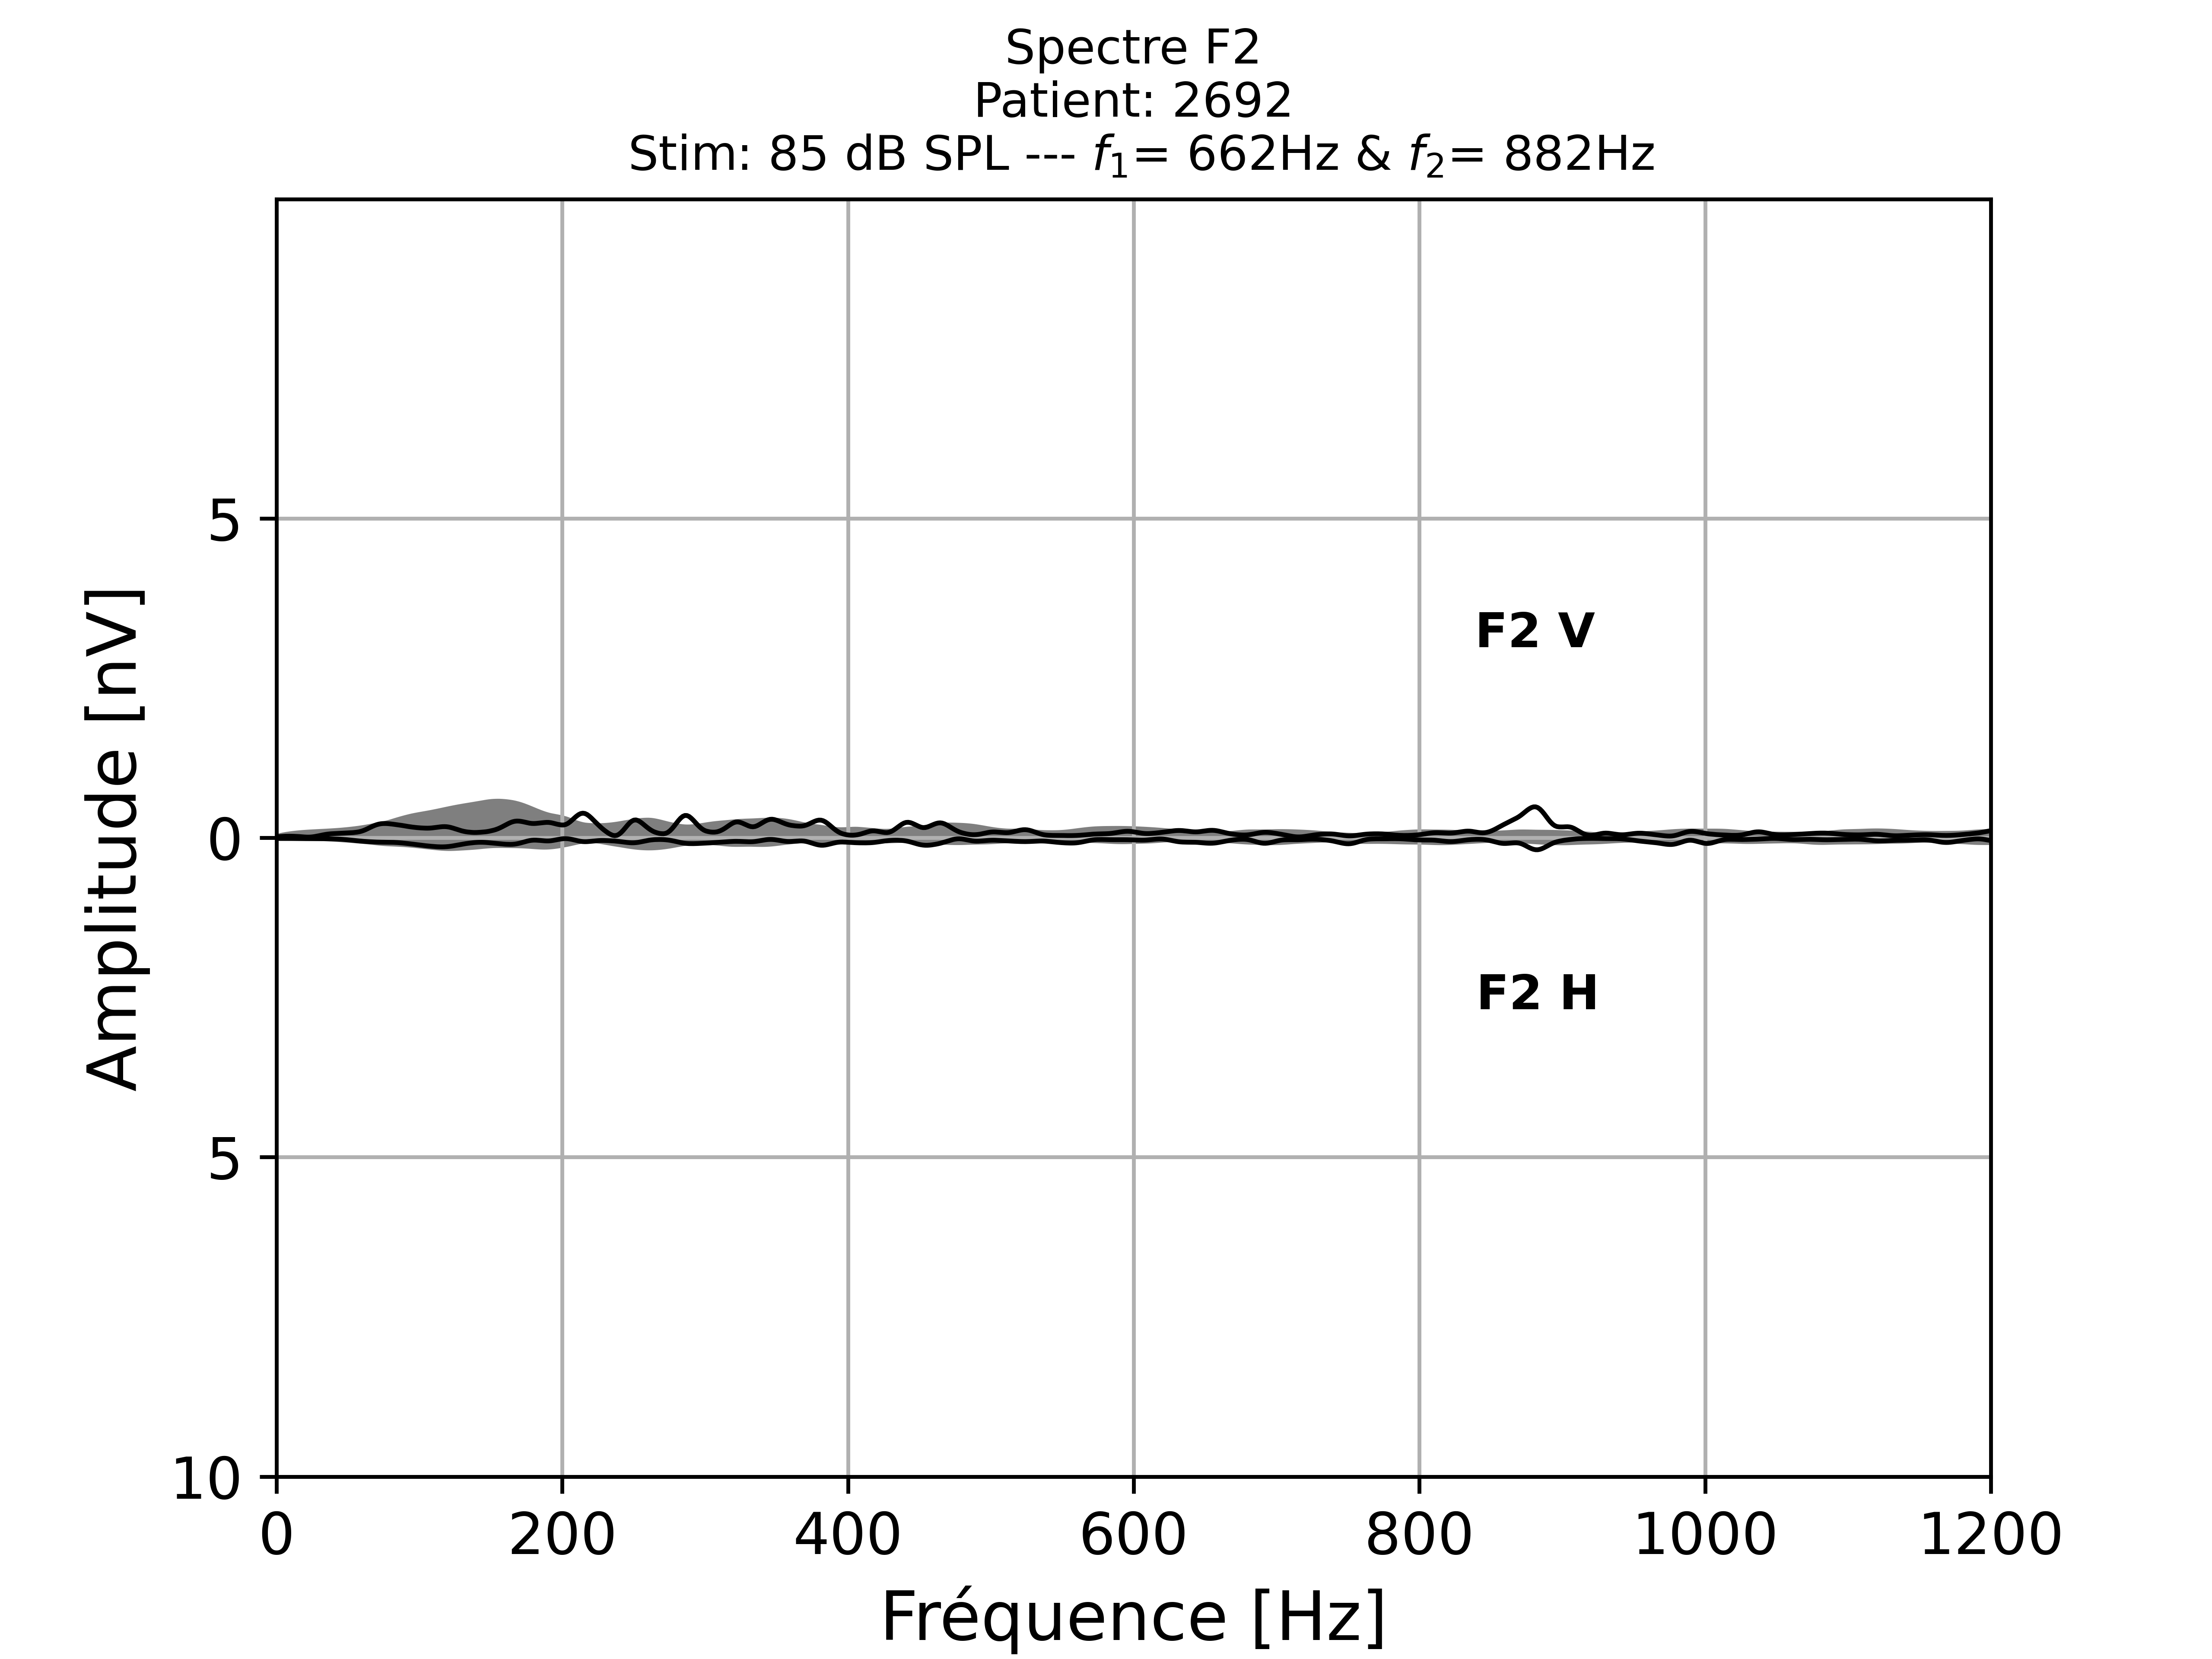 Spectre F2
Patient: 2692
Stim: 85 dB SPL --- f₁= 662Hz & f₂= 882Hz
Amplitude [nV]
5
0
5
10
F2 V
F2 H
0 200 400 600 800 1000 1200
Fréquence [Hz]